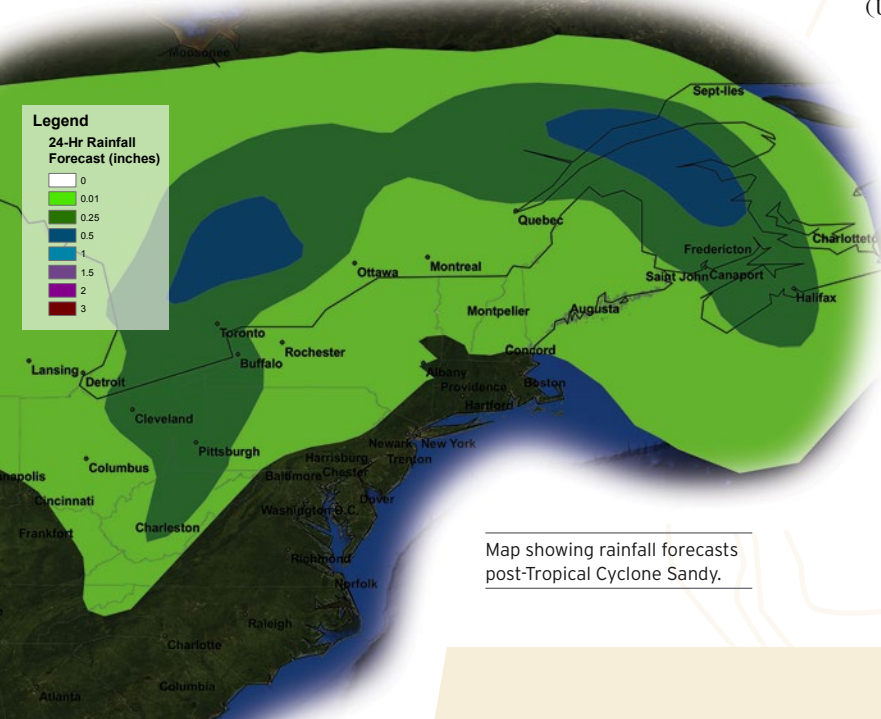 (U
Moosonee
Sept-Iles
Legend
24-Hr Rainfall
Forecast (inches)
0
0.01
0.25
0.5
1
1.5
2
3
Quebec
Charlotteto
Fredericton
Ottawa
Montreal
Saint John
Canaport
Halifax
Montpelier
Augusta
Toronto
Rochester
Concord
Buffalo
Lansing
Detroit
Albany
Providence
Boston
Hartford
Cleveland
Newark
New York
Pittsburgh
Harrisburg
Trenton
Columbus
Chester
Baltimore
napolis
Cincinnati
Dover
Washington D.C.
Frankfort
Charleston
Map showing rainfall forecasts
post-Tropical Cyclone Sandy.
Richmond
Norfolk
Raleigh
Charlotte
Columbia
Atlanta